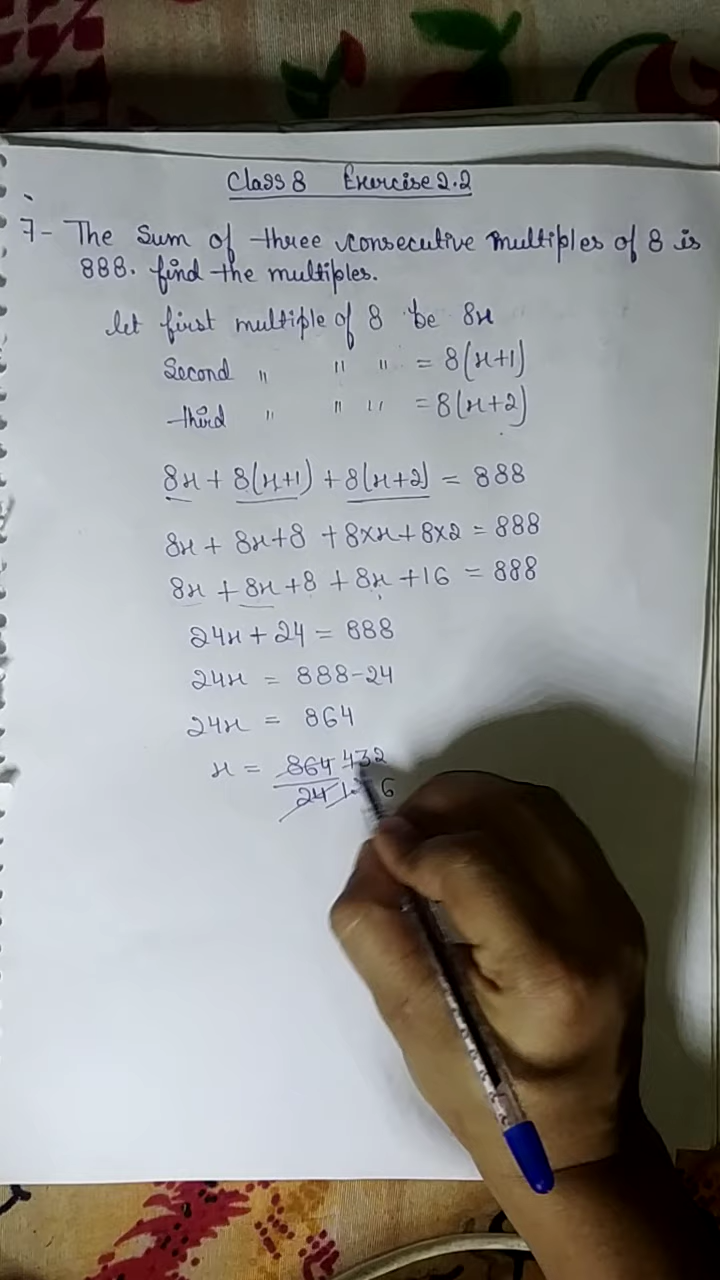 Class 8 Exercise 2.2
7- The Sum of three consecutive multiples of 8 is
888. find the multiples.
let first multiple of 8 be 8x
Second " " " = 8(x+1)
third " " " = 8(x+2)
8x + 8(x+1) + 8(x+2) = 888
8x + 8x+8 + 8×x+8×2 = 888
8x + 8x +8 + 8x +16 = 888
24x + 24 = 888
24x = 888-24
24x = 864
x = 864 432
24 6